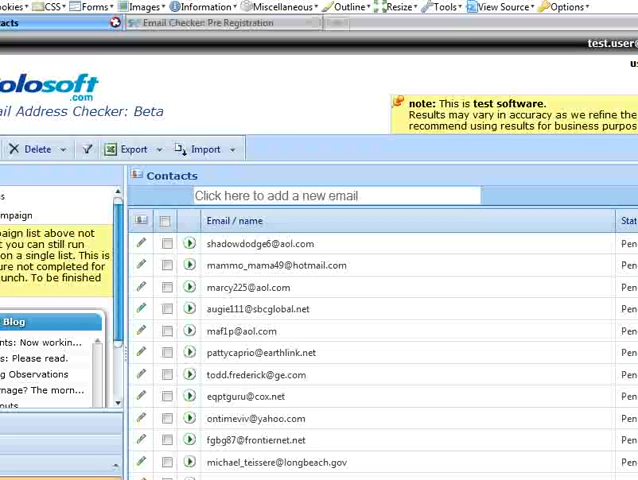 CSS Forms Images Information Miscellaneous Outline Resize Tools View Source Options
Email Checker: Pre Registration
test.user@
olosoft
.com
ail Address Checker: Beta
note: This is test software.
Results may vary in accuracy as we refine the
recommend using results for business purpos
Delete Export Import
Contacts
Click here to add a new email
Email / name Stat
shadowdodge6@aol.com Pen
mammo_mama49@hotmail.com Pen
marcy225@aol.com Pen
augie111@sbcglobal.net Pen
maf1p@aol.com Pen
pattycaprio@earthlink.net Pen
todd.frederick@ge.com Pen
eqptguru@cox.net Pen
ontimeviv@yahoo.com Pen
fgbg87@frontiernet.net Pen
michael_teissere@longbeach.gov Pen
mpaign
paign list above not
t you can still run
on a single list. This is
ure not completed for
unch. To be finished
Blog
nts: Now workin...
s: Please read.
g Observations
rnage? The morn...